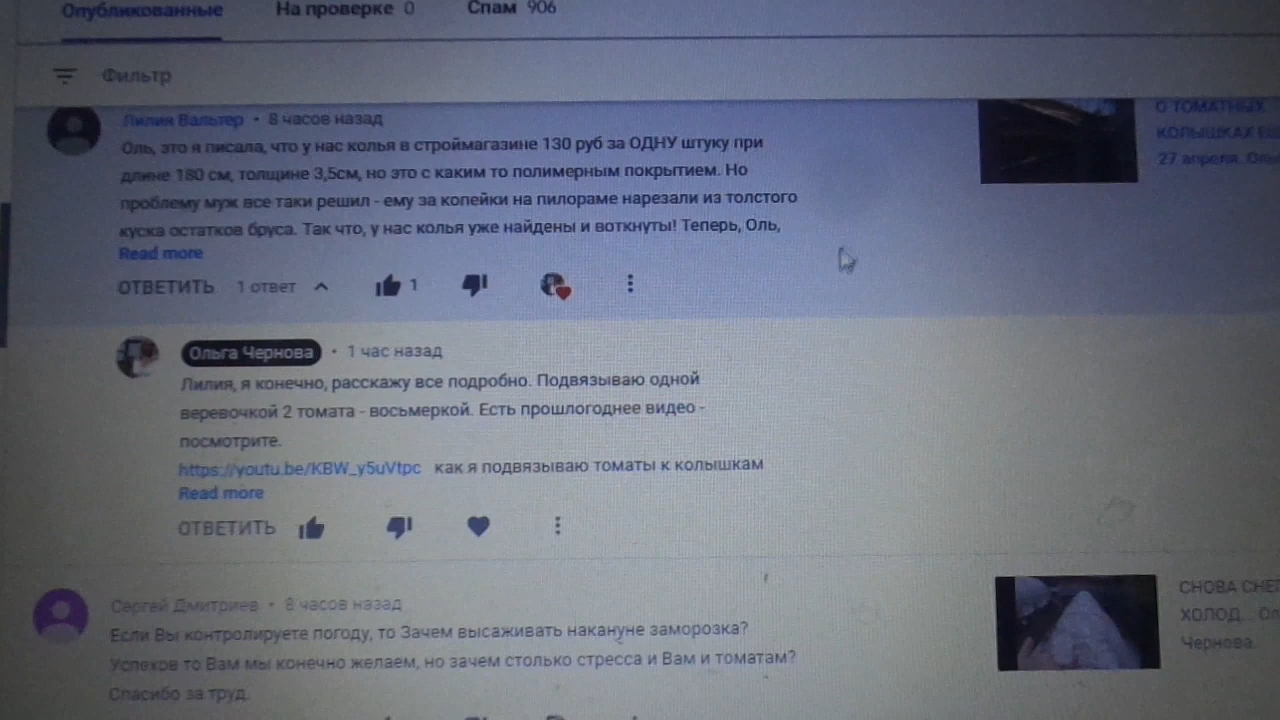 Опубликованные На проверке 0 Спам 906
Фильтр
Лилия Вальтер • 8 часов назад
Оль, это я писала, что у нас колья в строймагазине 130 руб за ОДНУ штуку при
длине 180 см, толщине 3,5см, но это с каким то полимерным покрытием. Но
проблему муж все таки решил - ему за копейки на пилораме нарезали из толстого
куска остатков бруса. Так что, у нас колья уже найдены и воткнуты! Теперь, Оль,
Read more
ОТВЕТИТЬ 1 ответ 1
О ТОМАТНЫХ
КОЛЫШКАХ
27 апреля.
Ольга Чернова • 1 час назад
Лилия, я конечно, расскажу все подробно. Подвязываю одной
веревочкой 2 томата - восьмеркой. Есть прошлогоднее видео -
посмотрите.
https://youtu.be/KBW_y5uVtpc как я подвязываю томаты к колышкам
Read more
ОТВЕТИТЬ
Сергей Дмитриев • 8 часов назад
Если Вы контролируете погоду, то Зачем высаживать накануне заморозка?
Успехов то Вам мы конечно желаем, но зачем столько стресса и Вам и томатам?
Спасибо за труд.
СНОВА
ХОЛОД...
Чернова.